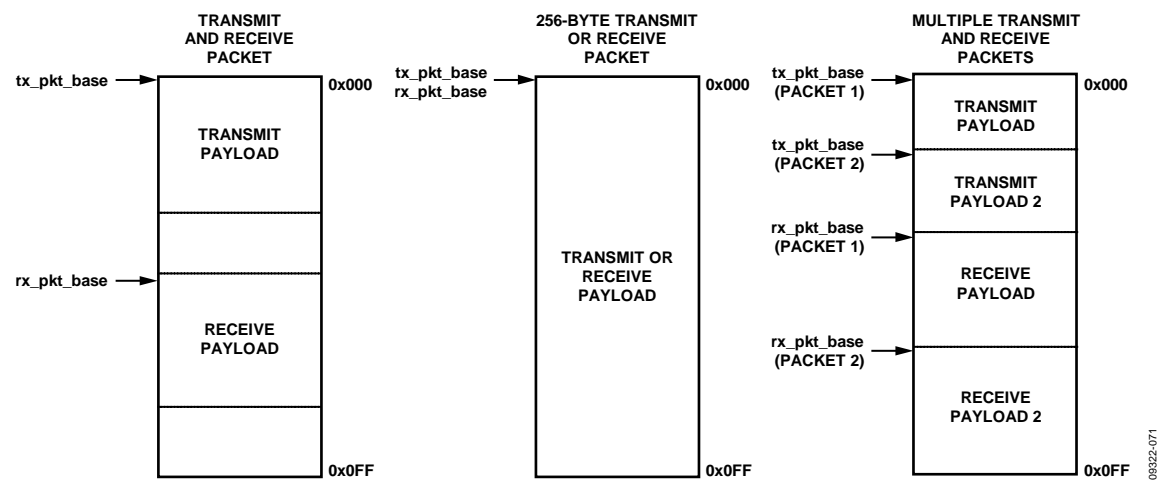 TRANSMIT
AND RECEIVE
PACKET
tx_pkt_base
0x000
TRANSMIT
PAYLOAD
rx_pkt_base
RECEIVE
PAYLOAD
0x0FF
256-BYTE TRANSMIT
OR RECEIVE
PACKET
tx_pkt_base
rx_pkt_base
0x000
TRANSMIT OR
RECEIVE
PAYLOAD
0x0FF
MULTIPLE TRANSMIT
AND RECEIVE
PACKETS
tx_pkt_base
(PACKET 1)
0x000
TRANSMIT
PAYLOAD
tx_pkt_base
(PACKET 2)
TRANSMIT
PAYLOAD 2
rx_pkt_base
(PACKET 1)
RECEIVE
PAYLOAD
rx_pkt_base
(PACKET 2)
RECEIVE
PAYLOAD 2
0x0FF
09322-071